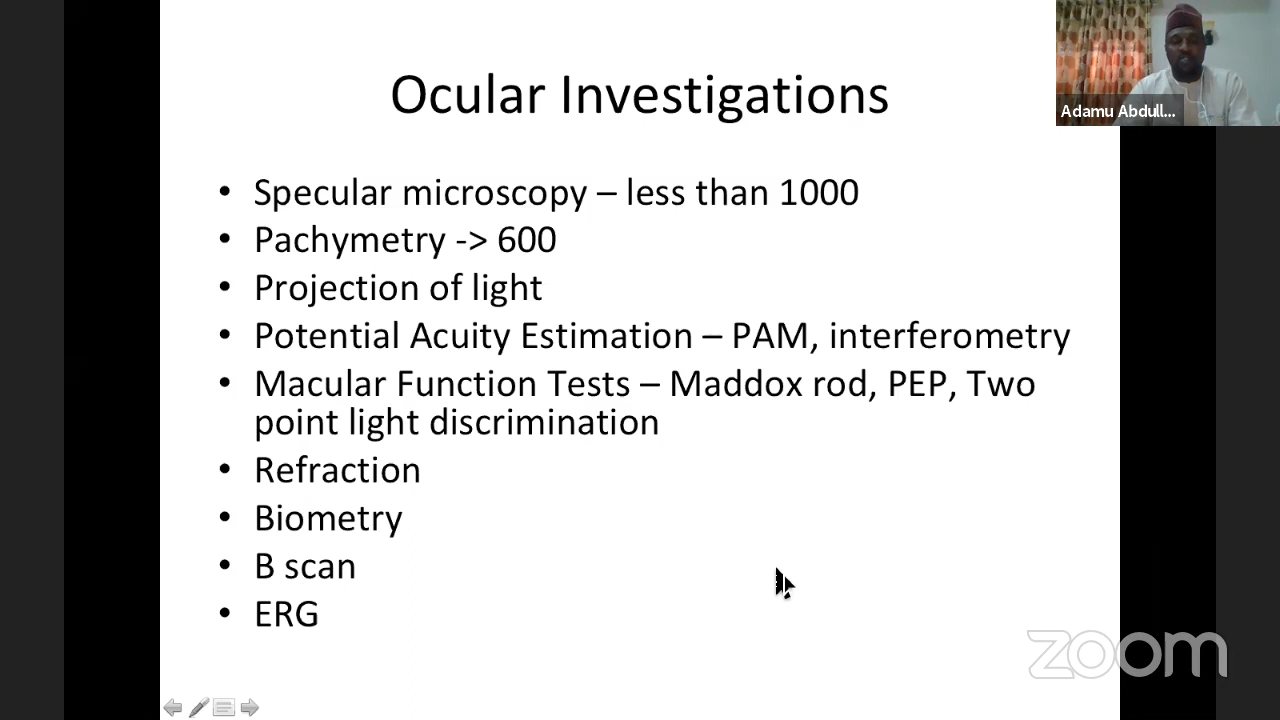 Ocular Investigations
Adamu Abdull...
• Specular microscopy – less than 1000
• Pachymetry -> 600
• Projection of light
• Potential Acuity Estimation – PAM, interferometry
• Macular Function Tests – Maddox rod, PEP, Two
point light discrimination
• Refraction
• Biometry
• B scan
• ERG
zoom